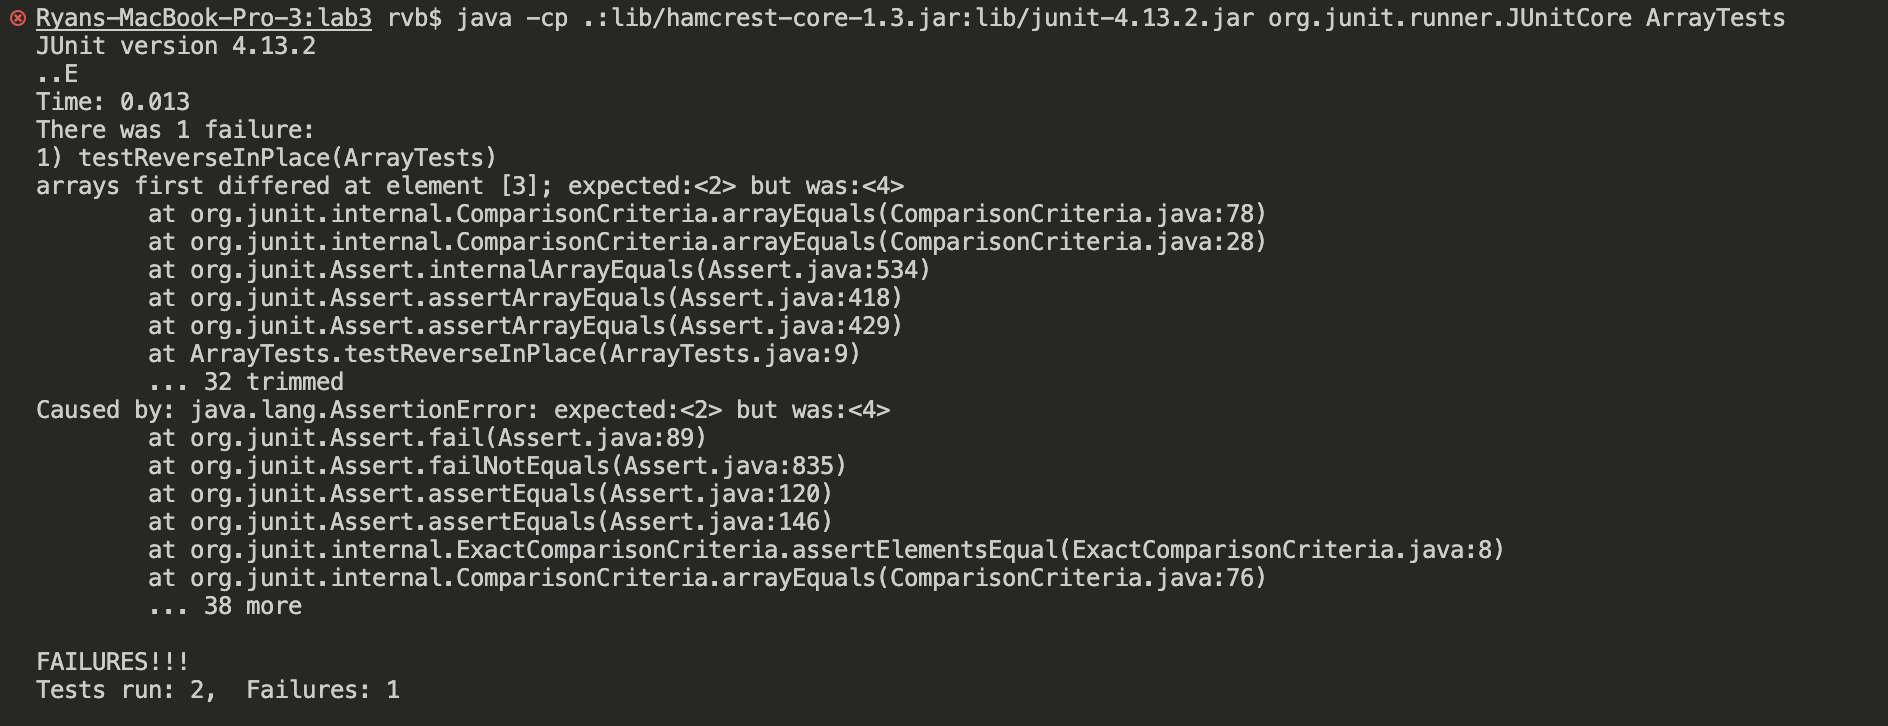 Ryans-MacBook-Pro-3:lab3 rvb$ java -cp .:lib/hamcrest-core-1.3.jar:lib/junit-4.13.2.jar org.junit.runner.JUnitCore ArrayTests
JUnit version 4.13.2
..E
Time: 0.013
There was 1 failure:
1) testReverseInPlace(ArrayTests)
arrays first differed at element [3]; expected:<2> but was:<4>
        at org.junit.internal.ComparisonCriteria.arrayEquals(ComparisonCriteria.java:78)
        at org.junit.internal.ComparisonCriteria.arrayEquals(ComparisonCriteria.java:28)
        at org.junit.Assert.internalArrayEquals(Assert.java:534)
        at org.junit.Assert.assertArrayEquals(Assert.java:418)
        at org.junit.Assert.assertArrayEquals(Assert.java:429)
        at ArrayTests.testReverseInPlace(ArrayTests.java:9)
        ... 32 trimmed
Caused by: java.lang.AssertionError: expected:<2> but was:<4>
        at org.junit.Assert.fail(Assert.java:89)
        at org.junit.Assert.failNotEquals(Assert.java:835)
        at org.junit.Assert.assertEquals(Assert.java:120)
        at org.junit.Assert.assertEquals(Assert.java:146)
        at org.junit.internal.ExactComparisonCriteria.assertElementsEqual(ExactComparisonCriteria.java:8)
        at org.junit.internal.ComparisonCriteria.arrayEquals(ComparisonCriteria.java:76)
        ... 38 more

FAILURES!!!
Tests run: 2,  Failures: 1